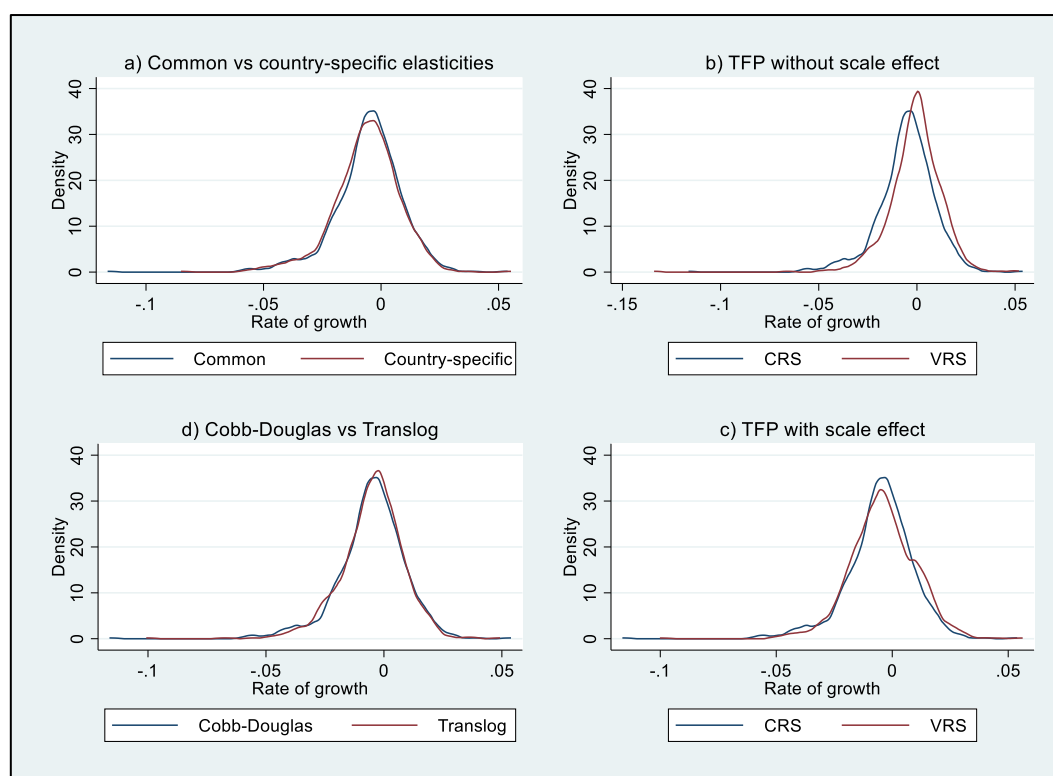 a) Common vs country-specific elasticities
Density
0 10 20 30 40
-.1 -.05 0 .05
Rate of growth
Common Country-specific
b) TFP without scale effect
Density
0 10 20 30 40
-.15 -.1 -.05 0 .05
Rate of growth
CRS VRS
d) Cobb-Douglas vs Translog
Density
0 10 20 30 40
-.1 -.05 0 .05
Rate of growth
Cobb-Douglas Translog
c) TFP with scale effect
Density
0 10 20 30 40
-.1 -.05 0 .05
Rate of growth
CRS VRS